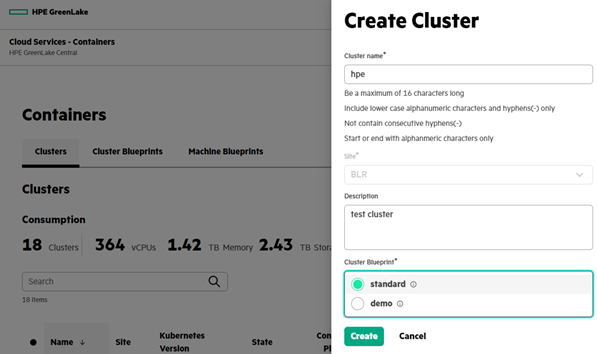 HPE GreenLake
Cloud Services - Containers
HPE GreenLake Central
Containers
Clusters
Cluster Blueprints
Machine Blueprints
Clusters
Consumption
18 Clusters 364 vCPUs 1.42 TB Memory 2.43 TB Stora
Search
18 items
Name ↓ Site Kubernetes Version State Con Pl
Create Cluster
Cluster name*
hpe
Be a maximum of 16 characters long
Include lower case alphanumeric characters and hyphens(-) only
Not contain consecutive hyphens(-)
Start or end with alphanmeric characters only
Site*
BLR
Description
test cluster
Cluster Blueprint*
standard
demo
Create Cancel